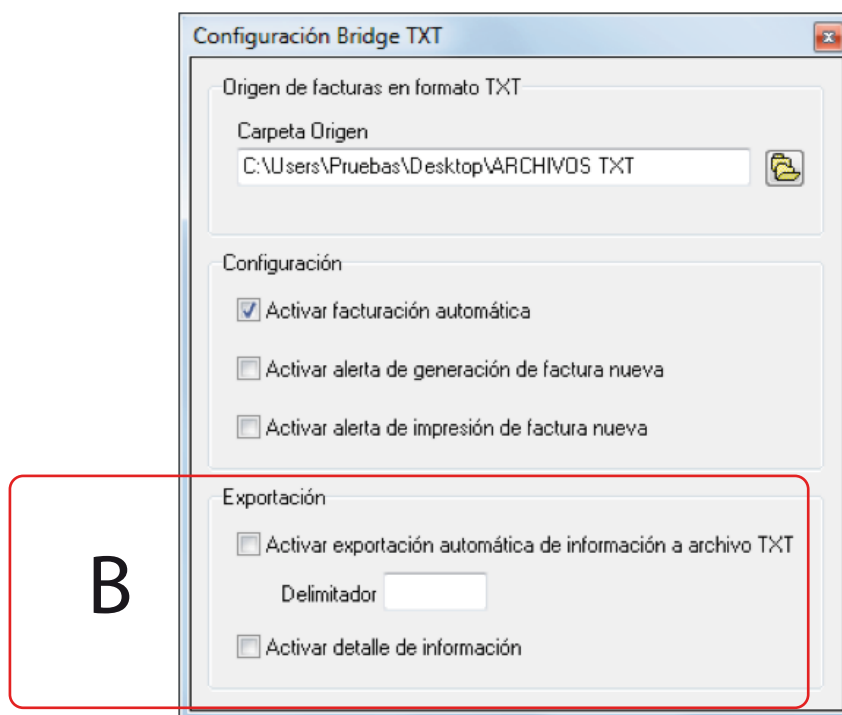 Configuración Bridge TXT
Origen de facturas en formato TXT
Carpeta Origen
C:\Users\Pruebas\Desktop\ARCHIVOS TXT
Configuración
Activar facturación automática
Activar alerta de generación de factura nueva
Activar alerta de impresión de factura nueva
Exportación
Activar exportación automática de información a archivo TXT
B
Delimitador
Activar detalle de información